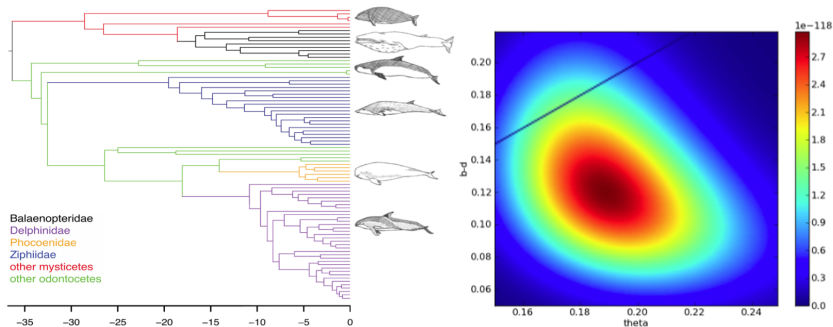 Balaenopteridae
Delphinidae
Phocoenidae
Ziphiidae
other mysticetes
other odontocetes
−35 −30 −25 −20 −15 −10 −5 0
1e−118
0.20
0.18
0.16
0.14
0.12
0.10
0.08
0.06
b-d
0.16 0.18 0.20 0.22 0.24
theta
2.7
2.4
2.1
1.8
1.5
1.2
0.9
0.6
0.3
0.0